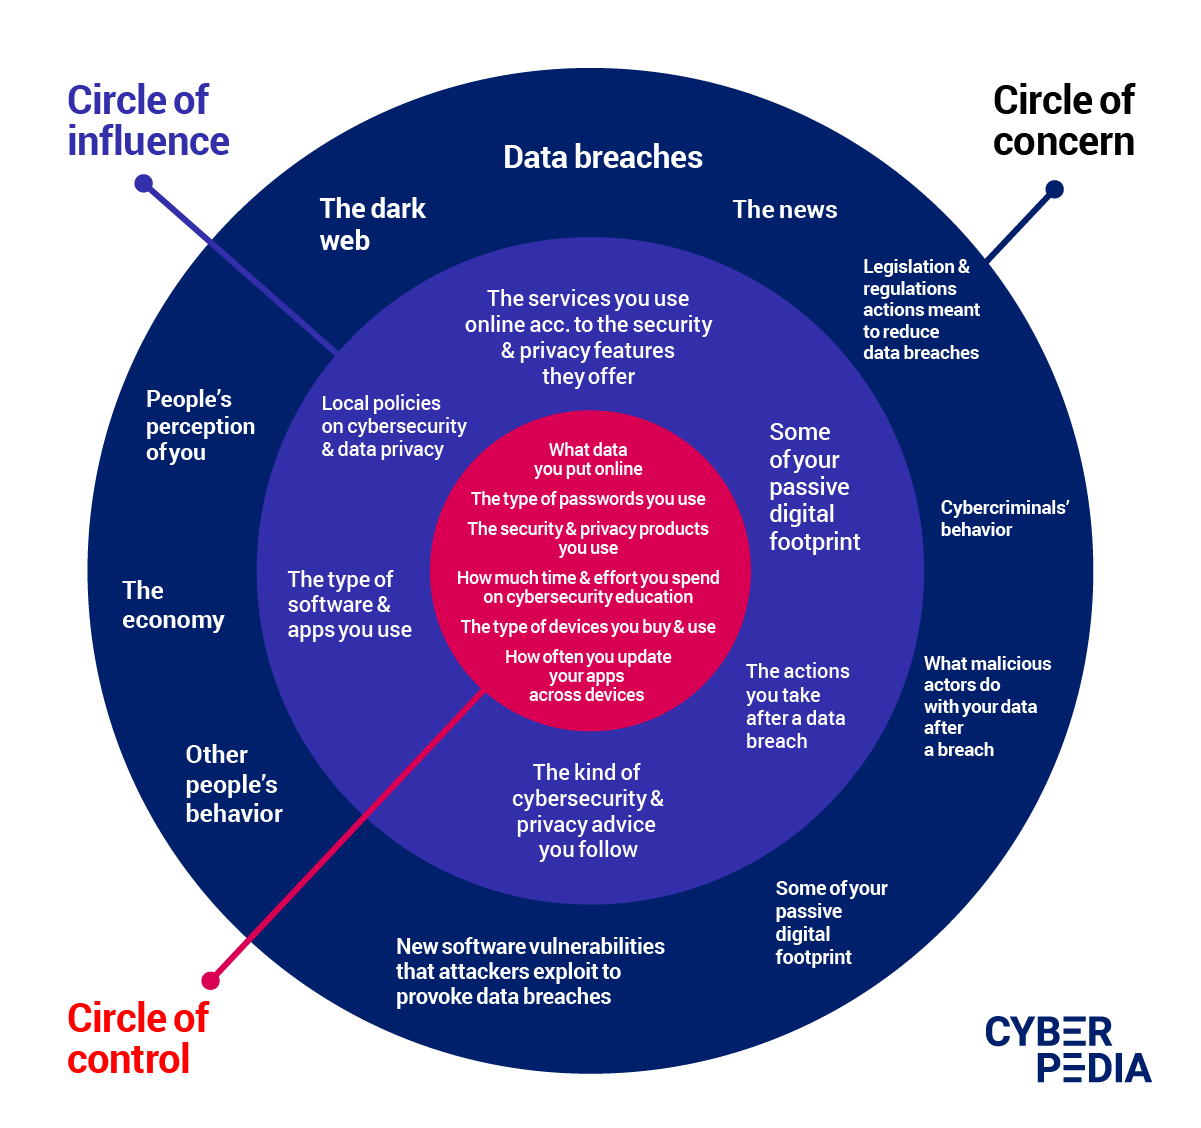 Circle of
influence
Circle of
concern
Data breaches
The dark
web
The news
Legislation &
regulations
actions meant
to reduce
data breaches
The services you use
online acc. to the security
& privacy features
they offer
People's
perception
of you
Local policies
on cybersecurity
& data privacy
Some
of your
passive
digital
footprint
What data
you put online
The type of passwords you use
The security & privacy products
you use
How much time & effort you spend
on cybersecurity education
The type of devices you buy & use
How often you update
your apps
across devices
Cybercriminals'
behavior
The
economy
The type of
software &
apps you use
The actions
you take
after a data
breach
What malicious
actors do
with your data
after
a breach
Other
people's
behavior
The kind of
cybersecurity &
privacy advice
you follow
Some of your
passive
digital
footprint
New software vulnerabilities
that attackers exploit to
provoke data breaches
Circle of
control
CYBER
PEDIA